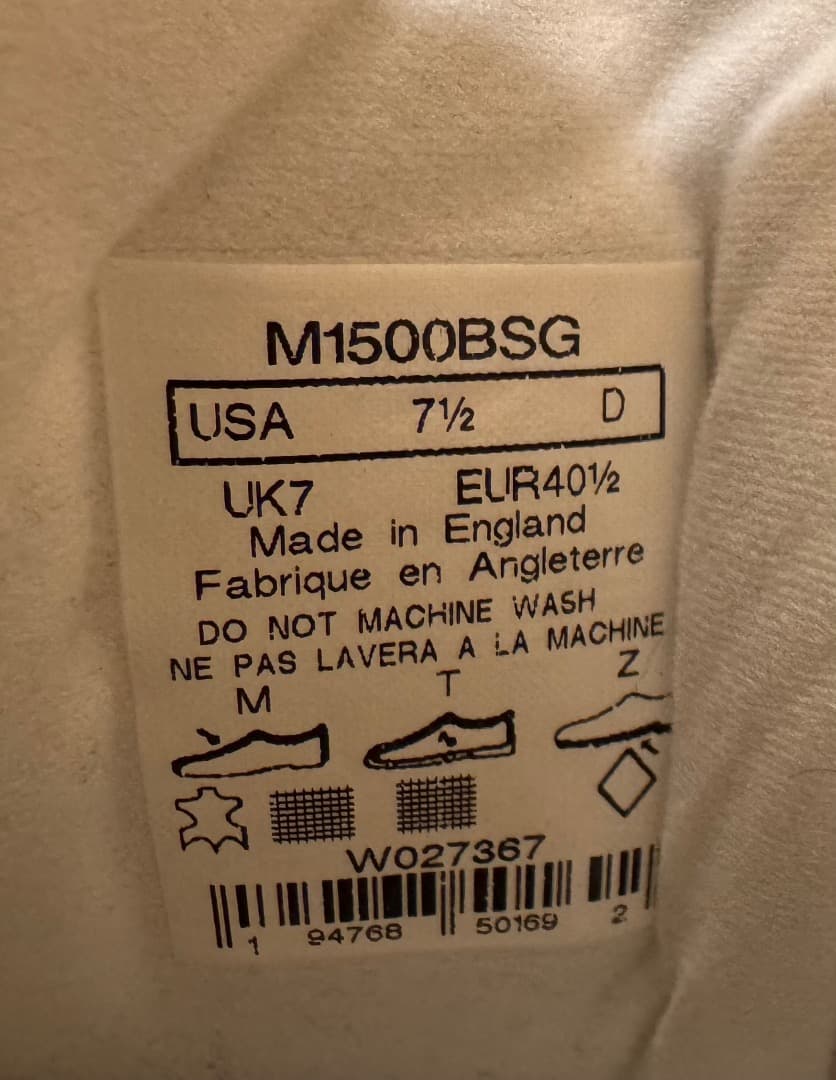 M1500BSG
USA 7½ D
UK7 EUR40½
Made in England
Fabrique en Angleterre
DO NOT MACHINE WASH
NE PAS LAVERA A LA MACHINE
M T Z
W027367
1 94768 50169 2